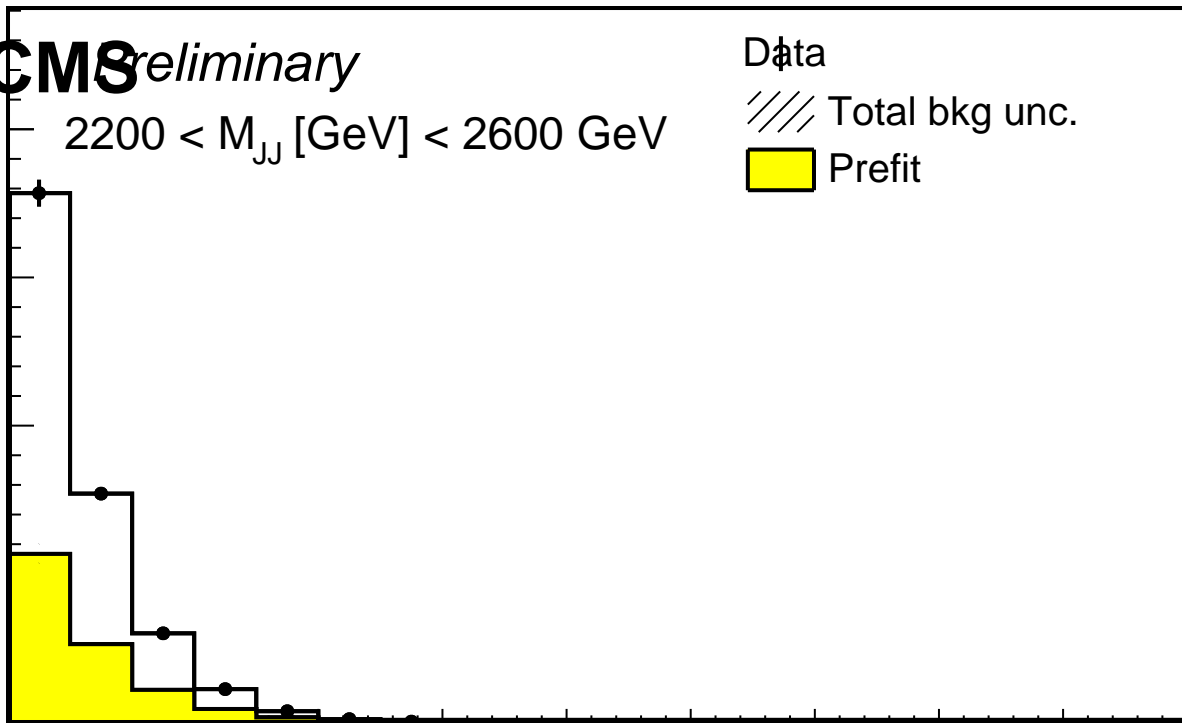 CMS Preliminary
2200 < M_JJ [GeV] < 2600 GeV
Data
Total bkg unc.
Prefit